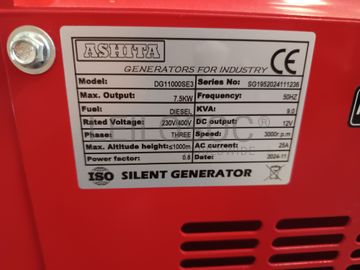 ASHITA
CE
GENERATORS FOR INDUSTRY
Model: DG11000SE3 Series No: SG1952024111236
Max. Output: 7.5KW Frequency: 50HZ
Fuel: DIESEL KVA: 9.0
Rated Voltage: 230V/400V DC output: 12V
Phase: THREE Speed: 3000r.p.m
Max. Altitude height: ≤1000m AC current: 25A
Power factor: 0.8 Date: 2024-11
ISO SILENT GENERATOR